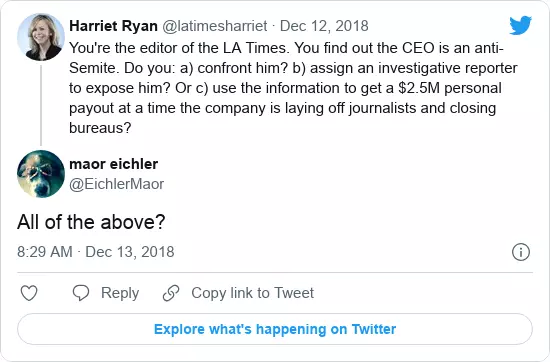 Harriet Ryan @latimesharriet · Dec 12, 2018
You're the editor of the LA Times. You find out the CEO is an anti-
Semite. Do you: a) confront him? b) assign an investigative reporter
to expose him? Or c) use the information to get a $2.5M personal
payout at a time the company is laying off journalists and closing
bureaus?
maor eichler
@EichlerMaor
All of the above?
8:29 AM · Dec 13, 2018
Reply
Copy link to Tweet
Explore what's happening on Twitter